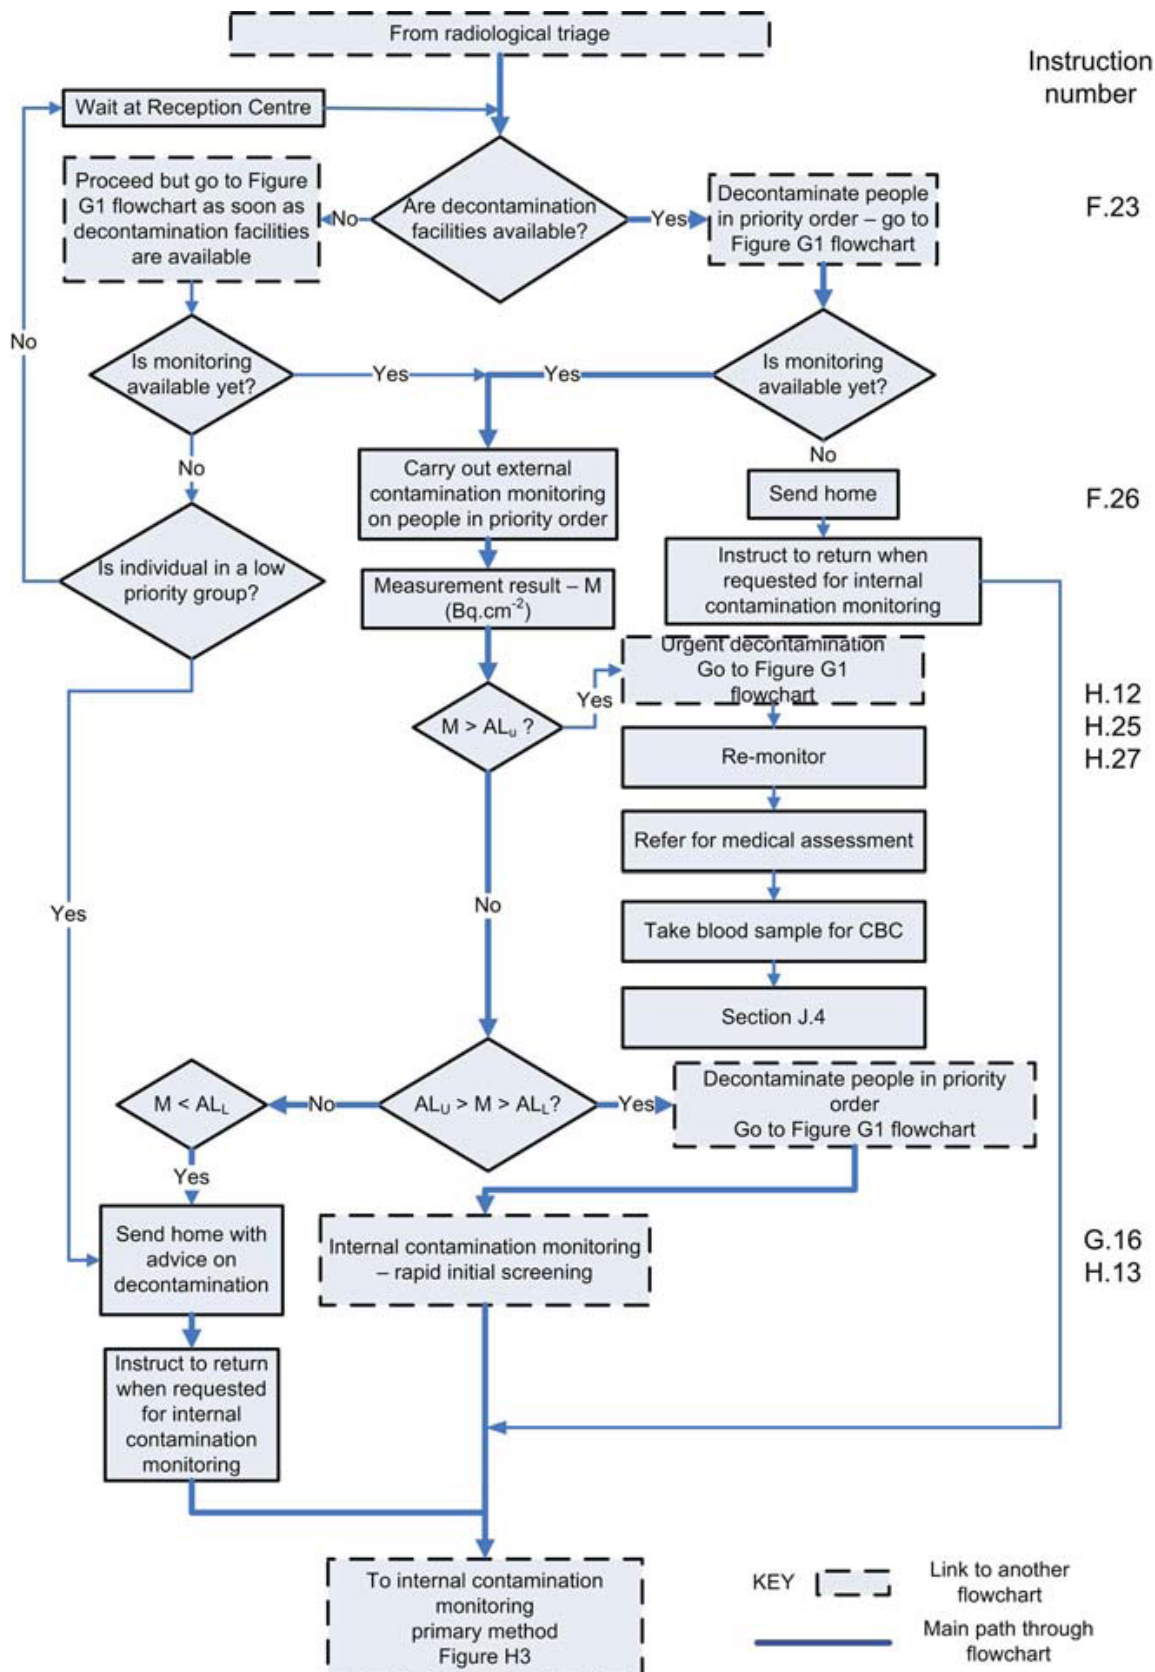 From radiological triage
Instruction
number
Wait at Reception Centre
Proceed but go to Figure
G1 flowchart as soon as
decontamination facilities
are available
No
Are decontamination
facilities available?
Yes
Decontaminate people
in priority order – go to
Figure G1 flowchart
F.23
No
Is monitoring
available yet?
Yes
Yes
Is monitoring
available yet?
No
No
Carry out external
contamination monitoring
on people in priority order
Send home
F.26
Is individual in a low
priority group?
Measurement result – M
(Bq.cm-2)
Instruct to return when
requested for internal
contamination monitoring
Urgent decontamination
Go to Figure G1
flowchart
Yes
M > ALu ?
H.12
H.25
H.27
Re-monitor
Refer for medical assessment
Yes
No
Take blood sample for CBC
Section J.4
M < ALL
No
ALU > M > ALL?
Yes
Decontaminate people in priority
order
Go to Figure G1 flowchart
Yes
Send home with
advice on
decontamination
Internal contamination monitoring
– rapid initial screening
G.16
H.13
Instruct to return
when requested
for internal
contamination
monitoring
To internal contamination
monitoring
primary method
Figure H3
KEY
Link to another
flowchart
Main path through
flowchart